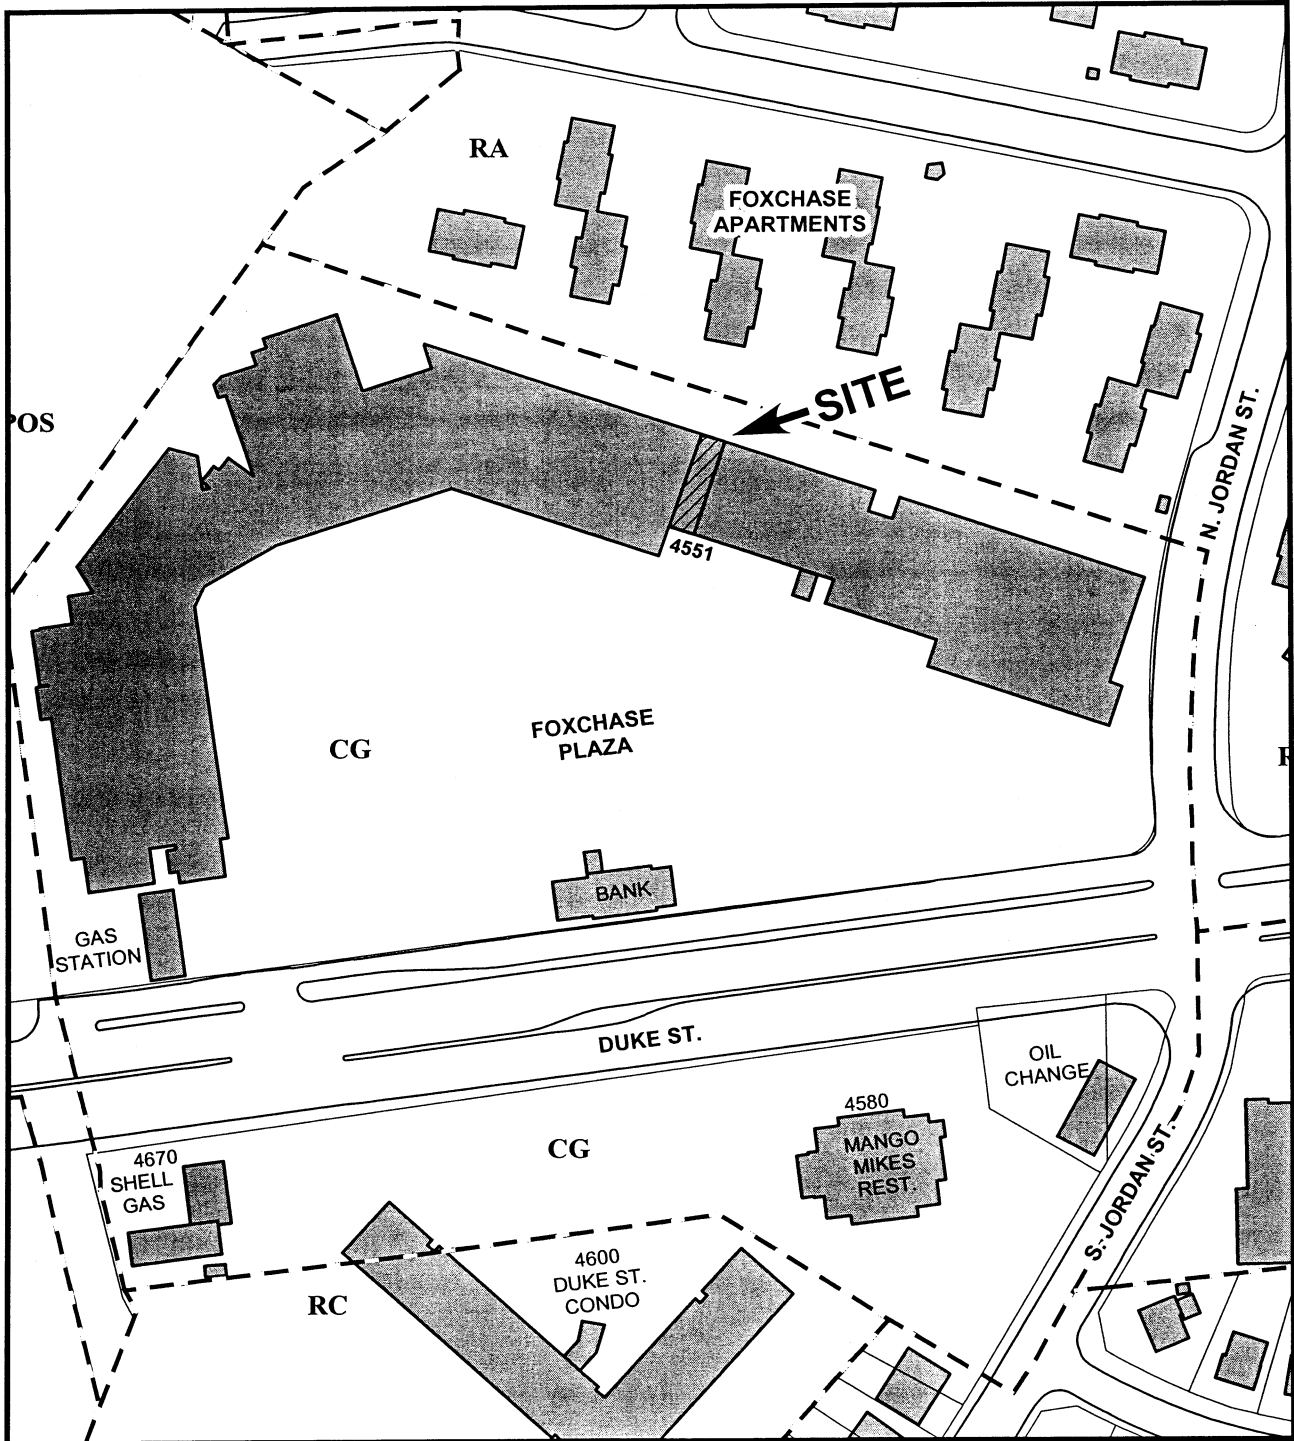 RA
FOXCHASE
APARTMENTS
SITE
POS
N. JORDAN ST.
4551
FOXCHASE
PLAZA
CG
R
BANK
GAS
STATION
DUKE ST.
OIL
CHANGE
4580
MANGO
MIKES
REST.
CG
4670
SHELL
GAS
S. JORDAN ST.
4600
DUKE ST.
CONDO
RC